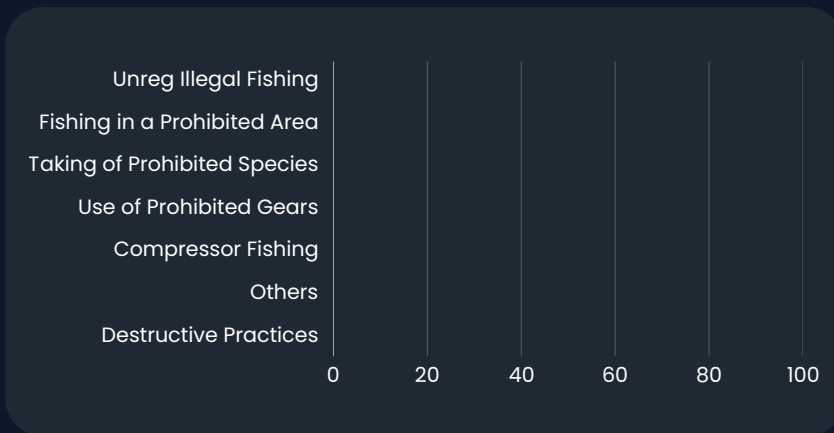 Unreg Illegal Fishing
Fishing in a Prohibited Area
Taking of Prohibited Species
Use of Prohibited Gears
Compressor Fishing
Others
Destructive Practices
0 20 40 60 80 100